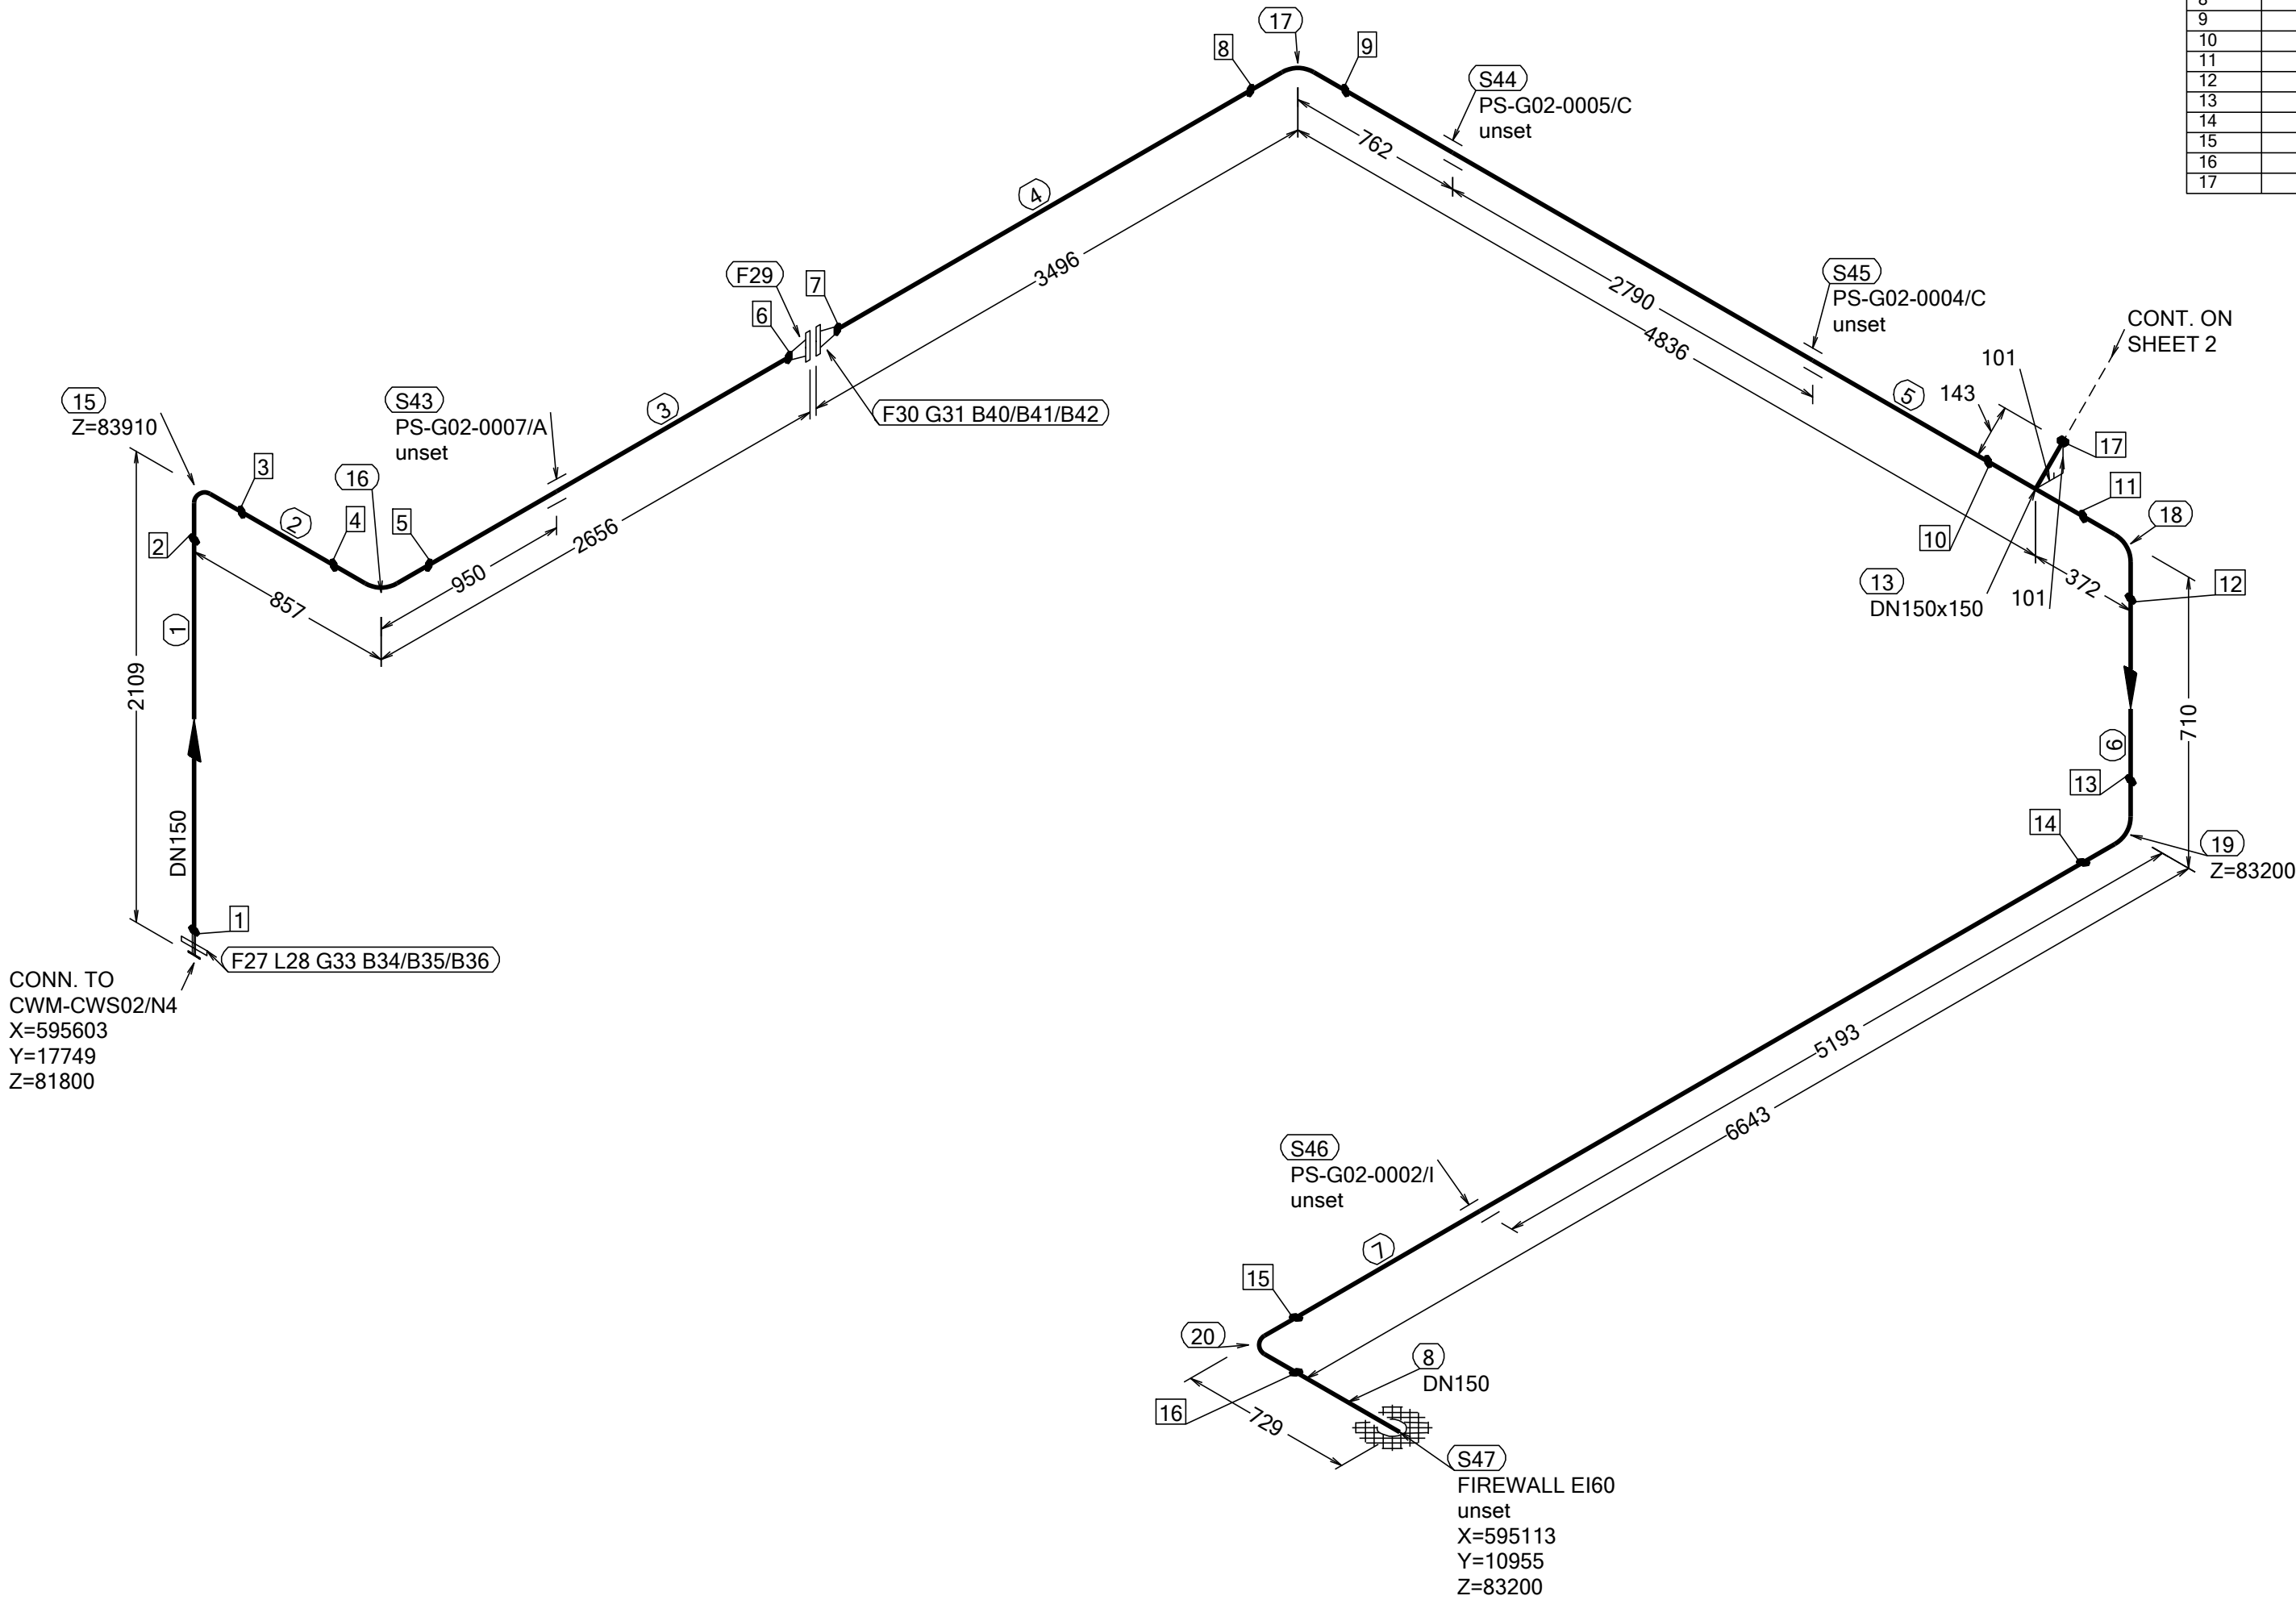 8
9
10
11
12
13
14
15
16
17
17
8
9
S44
PS-G02-0005/C
unset
762
4
3496
2790
4836
S45
PS-G02-0004/C
unset
CONT. ON
SHEET 2
101
143
5
17
F29
7
6
F30 G31 B40/B41/B42
15
Z=83910
S43
PS-G02-0007/A
unset
3
3
16
2
4
5
2
950
2656
857
1
2109
DN150
1
F27 L28 G33 B34/B35/B36
CONN. TO
CWM-CWS02/N4
X=595603
Y=17749
Z=81800
11
10
18
13
DN150x150
101
372
12
710
6
13
14
19
Z=83200
5193
6643
S46
PS-G02-0002/I
unset
7
15
20
8
DN150
16
729
S47
FIREWALL EI60
unset
X=595113
Y=10955
Z=83200